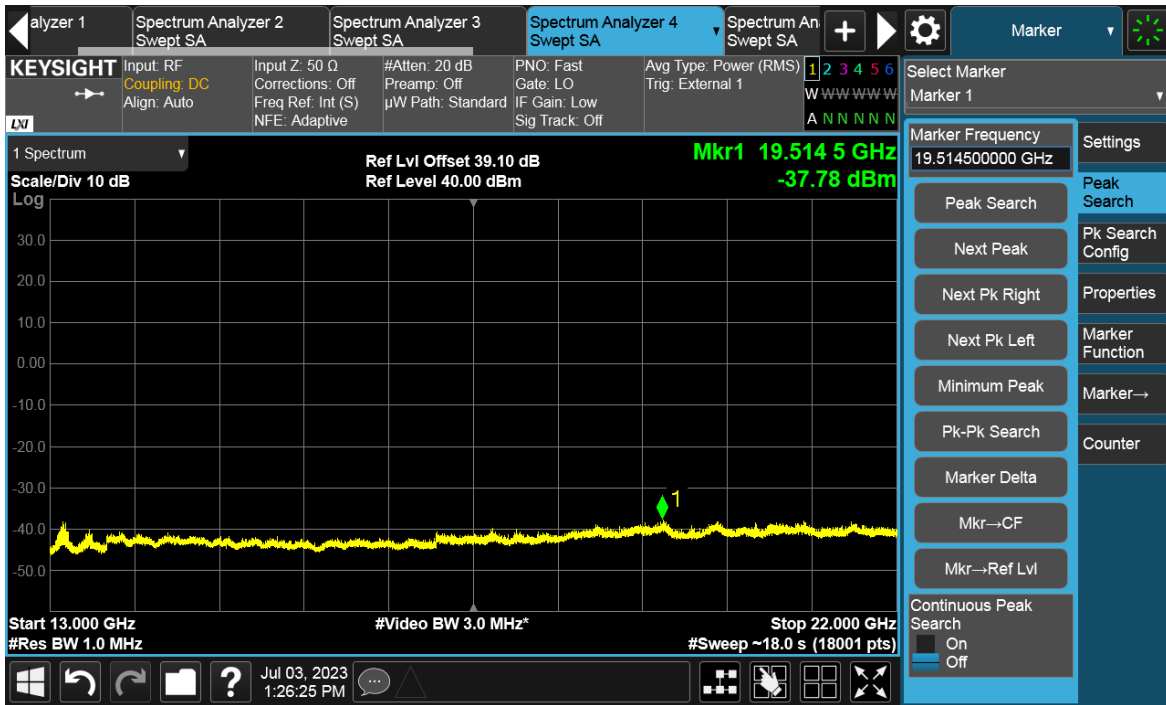 alyzer 1
Spectrum Analyzer 2
Swept SA
Spectrum Analyzer 3
Swept SA
Spectrum Analyzer 4
Swept SA
Spectrum An
Swept SA
+
Marker
KEYSIGHT
LXI
Input: RF
Coupling: DC
Align: Auto
Input Z: 50 Ω
Corrections: Off
Freq Ref: Int (S)
NFE: Adaptive
#Atten: 20 dB
Preamp: Off
µW Path: Standard
PNO: Fast
Gate: LO
IF Gain: Low
Sig Track: Off
Avg Type: Power (RMS)
Trig: External 1
1 2 3 4 5 6
W W W W W W
A N N N N N
Select Marker
Marker 1
1 Spectrum
Scale/Div 10 dB
Log
Ref Lvl Offset 39.10 dB
Ref Level 40.00 dBm
Mkr1 19.514 5 GHz
-37.78 dBm
30.0
20.0
10.0
0.00
-10.0
-20.0
-30.0
-40.0
-50.0
1
Start 13.000 GHz
#Res BW 1.0 MHz
#Video BW 3.0 MHz*
Stop 22.000 GHz
#Sweep ~18.0 s (18001 pts)
Marker Frequency
19.514500000 GHz
Peak Search
Next Peak
Next Pk Right
Next Pk Left
Minimum Peak
Pk-Pk Search
Marker Delta
Mkr→CF
Mkr→Ref Lvl
Continuous Peak
Search
On
Off
Settings
Peak
Search
Pk Search
Config
Properties
Marker
Function
Marker→
Counter
?
Jul 03, 2023
1:26:25 PM